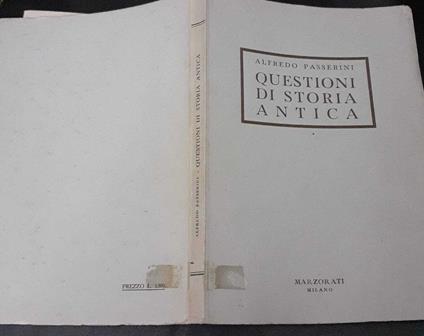 ALFREDO PASSERINI
QUESTIONI
DI STORIA
ANTICA
MARZORATI
MILANO
ALFREDO PASSERINI - QUESTIONI DI STORIA ANTICA
PREZZO L.